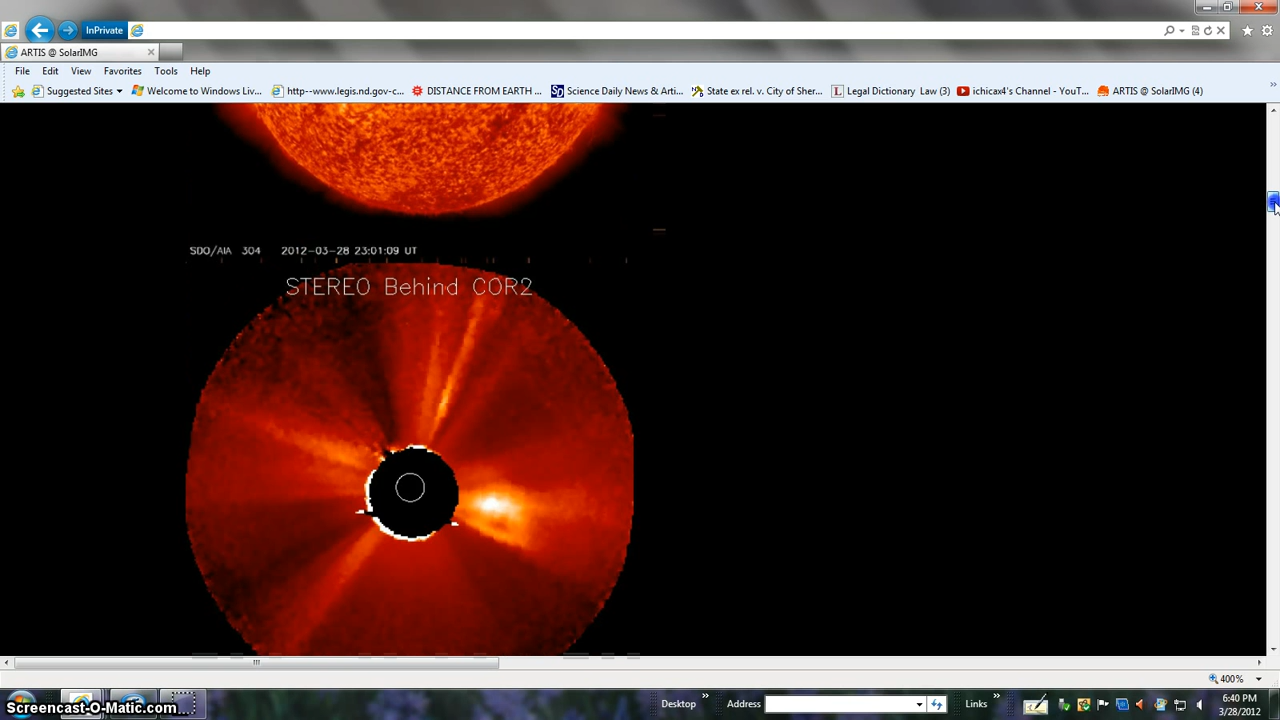 InPrivate
ARTIS @ SolarIMG
File Edit View Favorites Tools Help
Suggested Sites Welcome to Windows Liv... http--www.legis.nd.gov-c... DISTANCE FROM EARTH ... Science Daily News & Arti... State ex rel. v. City of Sher... Legal Dictionary Law (3) ichicax4's Channel - YouT... ARTIS @ SolarIMG (4)
SDO/AIA 304 2012-03-28 23:01:09 UT
STEREO Behind COR2
400%
Desktop Address Links 6:40 PM
Screencast-O-Matic.com 3/28/2012